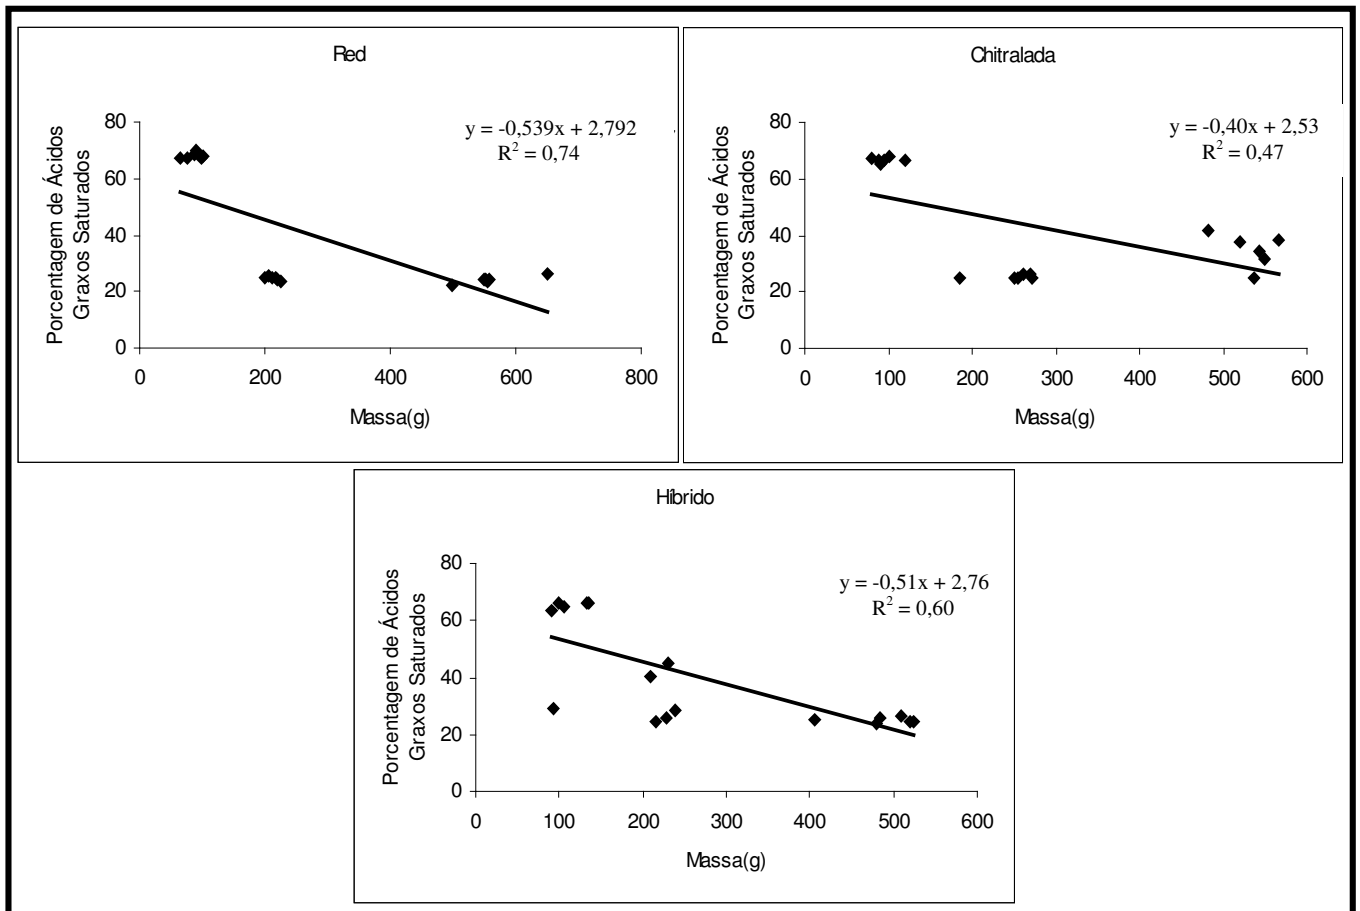 Red
y = -0,539x + 2,792
R² = 0,74
Porcentagem de Ácidos
Graxos Saturados
80
60
40
20
0
0 200 400 600 800
Massa(g)
Chitralada
y = -0,40x + 2,53
R² = 0,47
Porcentagem de Ácidos
Graxos Saturados
80
60
40
20
0
0 100 200 300 400 500 600
Massa(g)
Híbrido
y = -0,51x + 2,76
R² = 0,60
Porcentagem de Ácidos
Graxos Saturados
80
60
40
20
0
0 100 200 300 400 500 600
Massa(g)